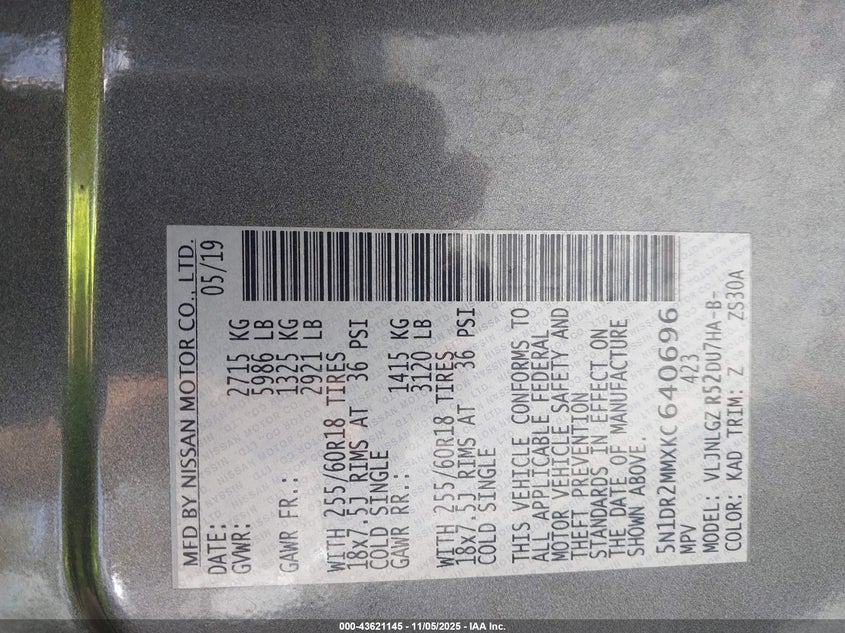 MFD BY NISSAN MOTOR CO., LTD.
DATE: 05/19
GVWR: 2715 KG
5986 LB
GAWR FR.: 1325 KG
2921 LB
WITH 255/60R18 TIRES
18x7.5J RIMS AT 36 PSI
COLD SINGLE
GAWR RR.: 1415 KG
3120 LB
WITH 255/60R18 TIRES
18x7.5J RIMS AT 36 PSI
COLD SINGLE
THIS VEHICLE CONFORMS TO
ALL APPLICABLE FEDERAL
MOTOR VEHICLE SAFETY AND
THEFT PREVENTION
STANDARDS IN EFFECT ON
THE DATE OF MANUFACTURE
SHOWN ABOVE.
5N1DR2MMXKC640696
MPV 423
MODEL: VLJNLGZ R52DU7HA-B-
COLOR: KAD TRIM: Z ZS30A
000-43621145 - 11/05/2025 - IAA Inc.